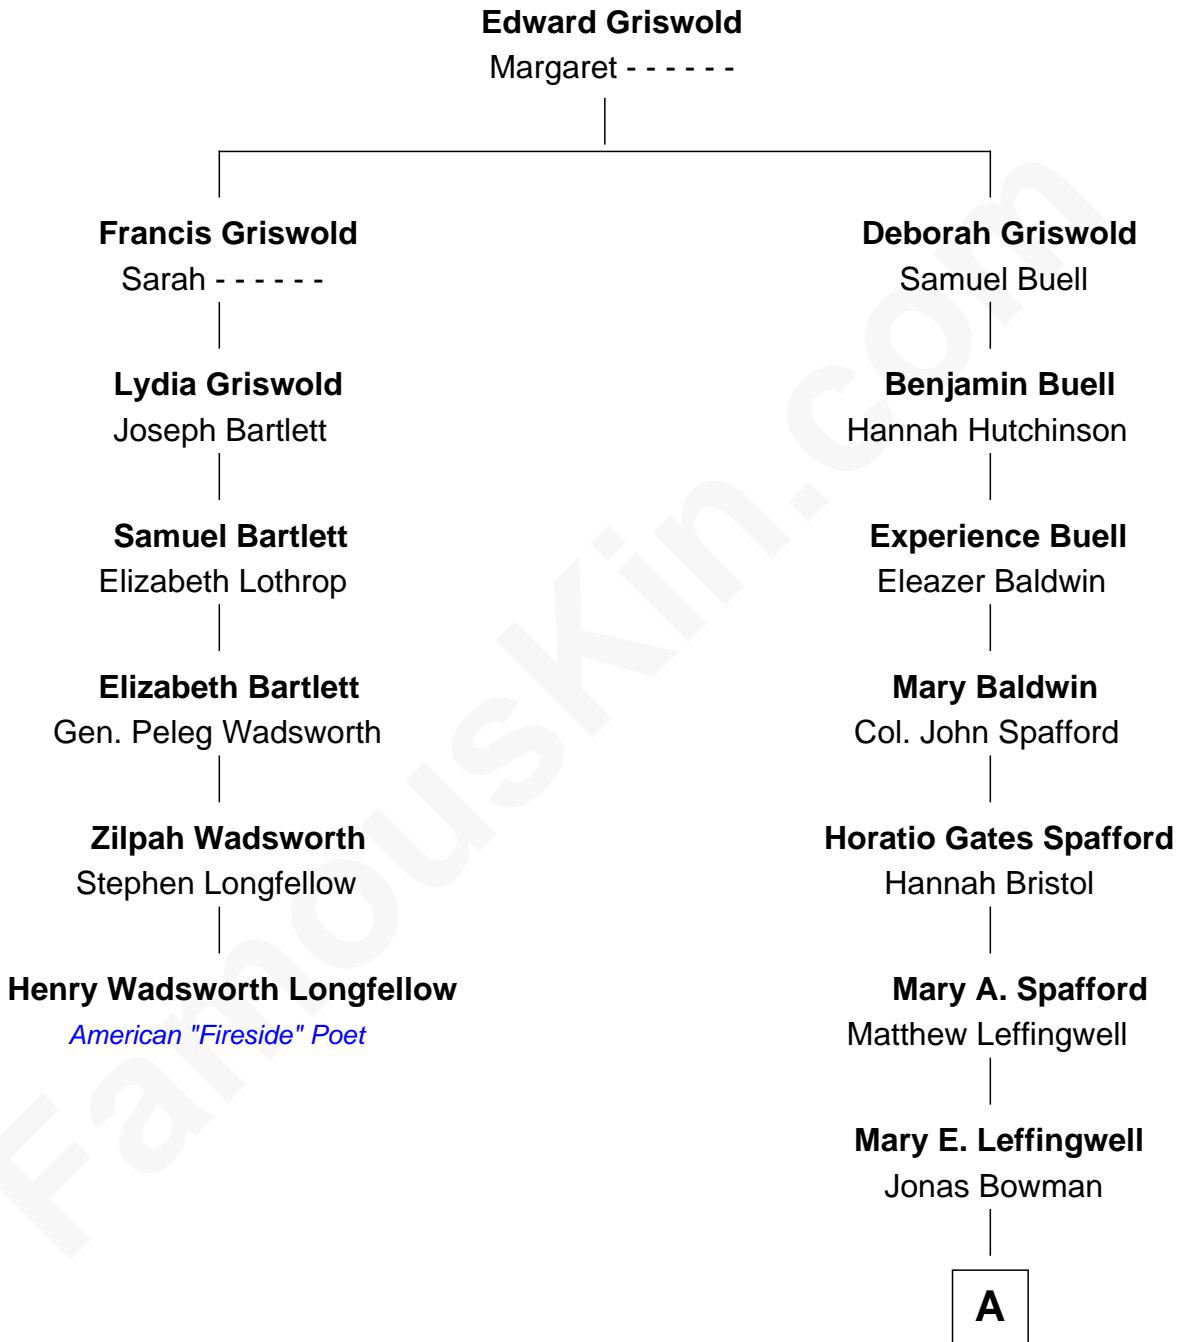 Edward Griswold
Margaret - - - - - -
Francis Griswold
Sarah - - - - - -
Lydia Griswold
Joseph Bartlett
Samuel Bartlett
Elizabeth Lothrop
Elizabeth Bartlett
Gen. Peleg Wadsworth
Zilpah Wadsworth
Stephen Longfellow
Henry Wadsworth Longfellow
American "Fireside" Poet
Deborah Griswold
Samuel Buell
Benjamin Buell
Hannah Hutchinson
Experience Buell
Eleazer Baldwin
Mary Baldwin
Col. John Spafford
Horatio Gates Spafford
Hannah Bristol
Mary A. Spafford
Matthew Leffingwell
Mary E. Leffingwell
Jonas Bowman
A
FamousKin.com